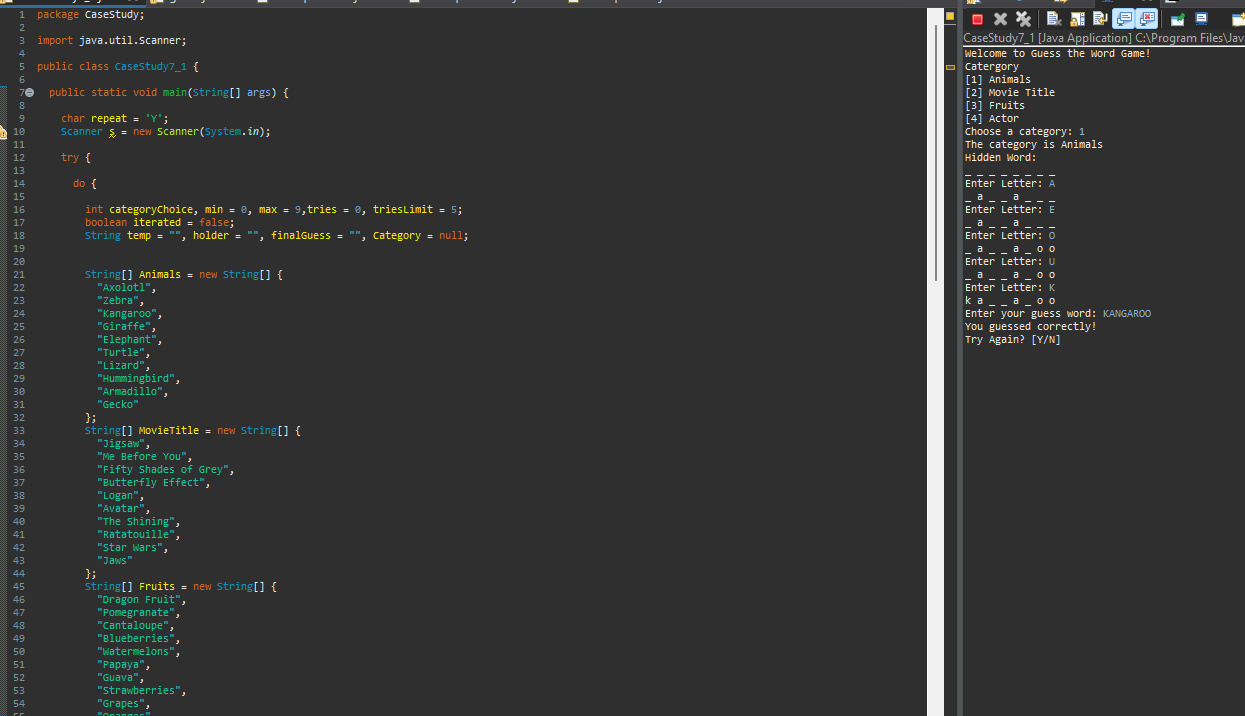 1 package CaseStudy;
2
3 import java.util.Scanner;
4
5 public class CaseStudy7_1 {
6
7 public static void main(String[] args) {
8
9 char repeat = 'Y';
10 Scanner s = new Scanner(System.in);
11
12 try {
13
14 do {
15
16 int categoryChoice, min = 0, max = 9,tries = 0, triesLimit = 5;
17 boolean iterated = false;
18 String temp = "", holder = "", finalGuess = "", Category = null;
19
20
21 String[] Animals = new String[] {
22 "Axolotl",
23 "Zebra",
24 "Kangaroo",
25 "Giraffe",
26 "Elephant",
27 "Turtle",
28 "Lizard",
29 "Hummingbird",
30 "Armadillo",
31 "Gecko"
32 };
33 String[] MovieTitle = new String[] {
34 "Jigsaw",
35 "Me Before You",
36 "Fifty Shades of Grey",
37 "Butterfly Effect",
38 "Logan",
39 "Avatar",
40 "The Shining",
41 "Ratatouille",
42 "Star Wars",
43 "Jaws"
44 };
45 String[] Fruits = new String[] {
46 "Dragon Fruit",
47 "Pomegranate",
48 "Cantaloupe",
49 "Blueberries",
50 "Watermelons",
51 "Papaya",
52 "Guava",
53 "Strawberries",
54 "Grapes",
CaseStudy7_1 [Java Application] C:\Program Files\Jav
Welcome to Guess the Word Game!
Catergory
[1] Animals
[2] Movie Title
[3] Fruits
[4] Actor
Choose a category: 1
The category is Animals
Hidden Word:
_ _ _ _ _ _ _ _
Enter Letter: A
_ a _ _ a _ _ _
Enter Letter: E
_ a _ _ a _ _ _
Enter Letter: O
_ a _ _ a _ o o
Enter Letter: U
_ a _ _ a _ o o
Enter Letter: K
k a _ _ a _ o o
Enter your guess word: KANGAROO
You guessed correctly!
Try Again? [Y/N]